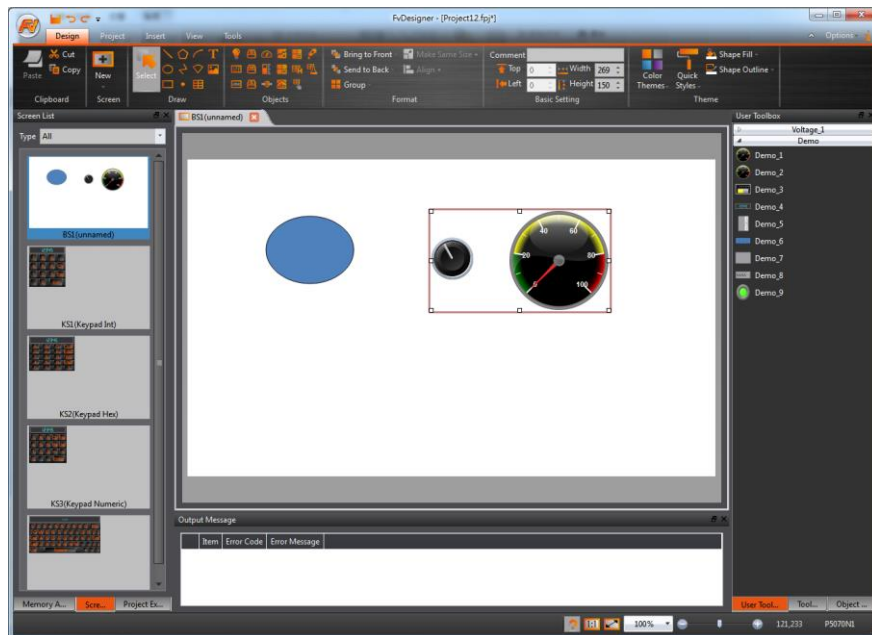 FvDesigner - [Project12.fpj*]
Design Project Insert View Tools Options
Paste Cut Copy
New
Select
Bring to Front Make Same Size
Send to Back Align
Group
Comment
Top 0 Width 269
Left 0 Height 150
Color Themes
Quick Styles
Shape Fill
Shape Outline
Clipboard Screen Draw Objects Format Basic Setting Theme
Screen List
Type All
BS1(unnamed)
KS1(Keypad Int)
KS2(Keypad Hex)
KS3(Keypad Numeric)
Memory A... Scre... Project Ex...
BS1(unnamed)
40 60
20 80
100
Output Message
Item Error Code Error Message
User Toolbox
Voltage_1
Demo
Demo_1
Demo_2
Demo_3
Demo_4
Demo_5
Demo_6
Demo_7
Demo_8
Demo_9
User Tool... Tool... Object ...
100% 121,233 P5070N1